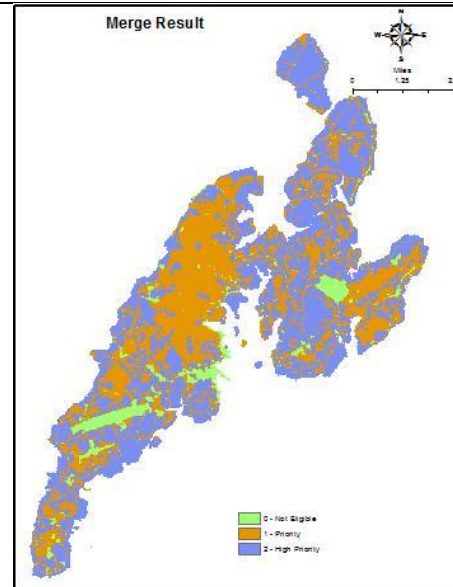 Merge Result
N
W E
S
Miles
0 1.25 2.
0 - Not Eligible
1 - Priority
2 - High Priority